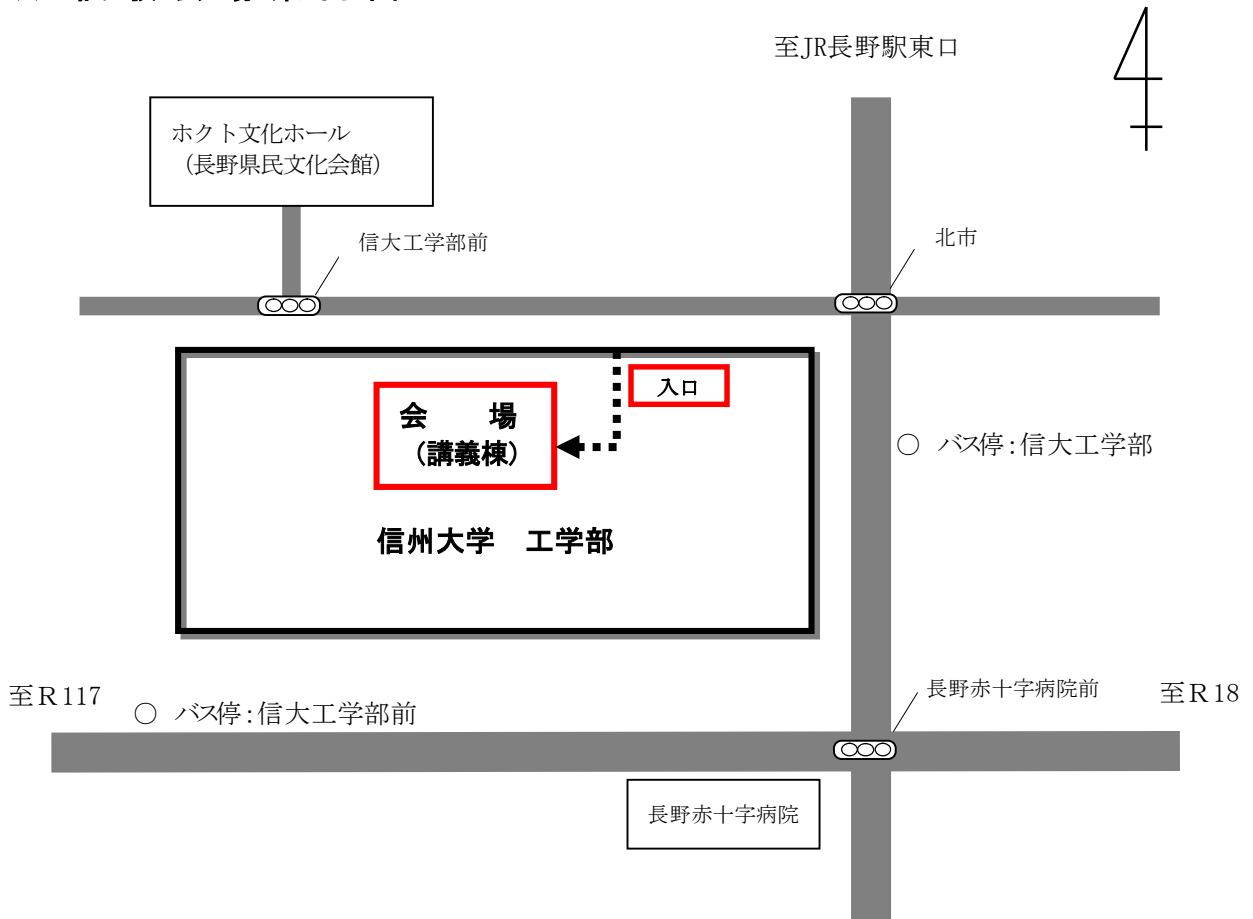 至JR長野駅東口
ホクト文化ホール
(長野県民文化会館)
信大工学部前
北市
入口
会 場
(講義棟)
○ バス停:信大工学部
信州大学 工学部
至R117
○ バス停:信大工学部前
長野赤十字病院前
至R18
長野赤十字病院